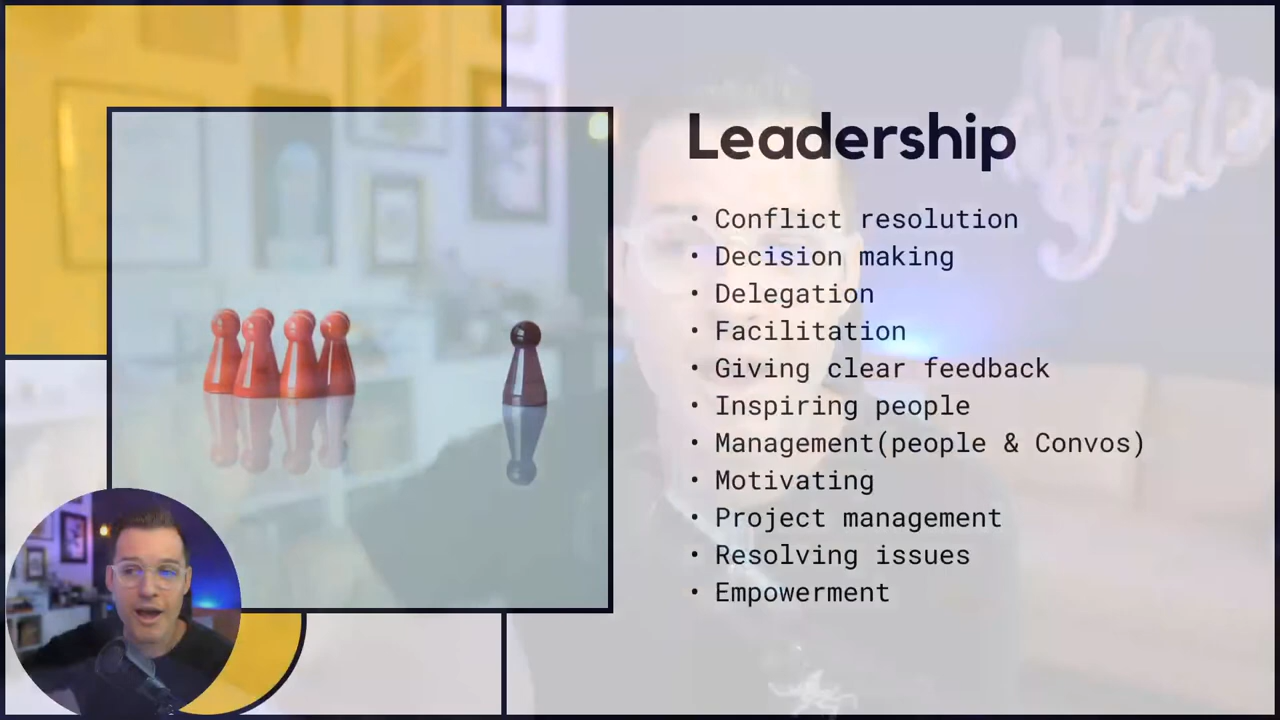 Leadership
• Conflict resolution
• Decision making
• Delegation
• Facilitation
• Giving clear feedback
• Inspiring people
• Management(people & Convos)
• Motivating
• Project management
• Resolving issues
• Empowerment